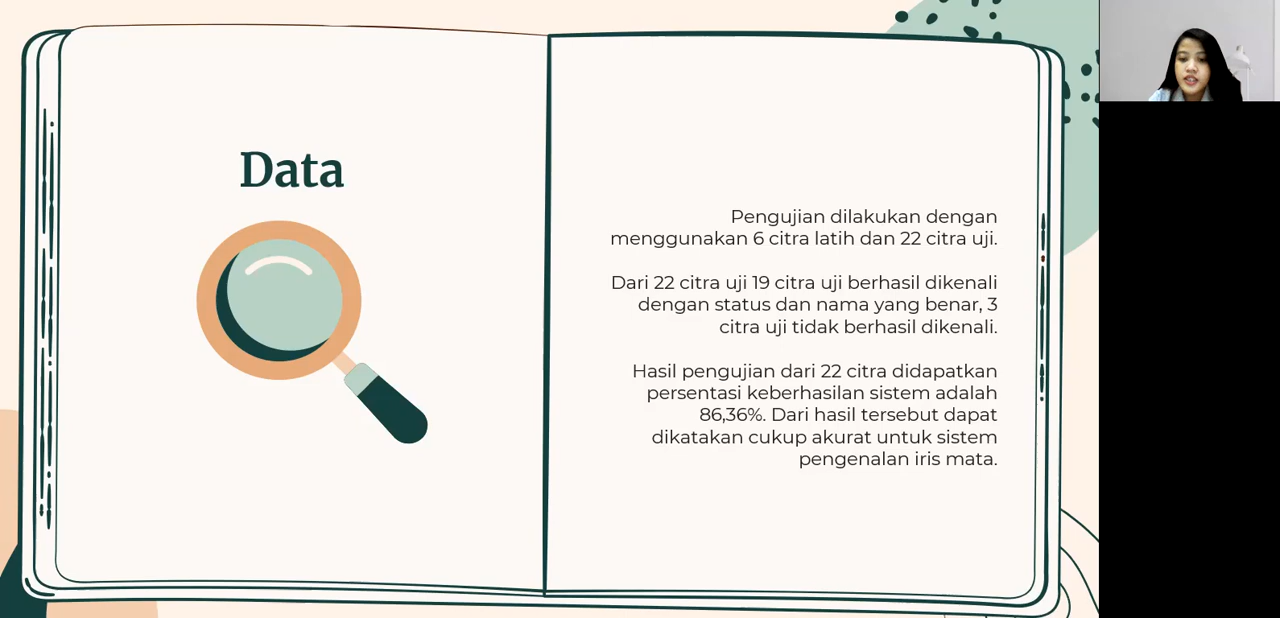 Data
Pengujian dilakukan dengan
menggunakan 6 citra latih dan 22 citra uji.
Dari 22 citra uji 19 citra uji berhasil dikenali
dengan status dan nama yang benar, 3
citra uji tidak berhasil dikenali.
Hasil pengujian dari 22 citra didapatkan
persentasi keberhasilan sistem adalah
86,36%. Dari hasil tersebut dapat
dikatakan cukup akurat untuk sistem
pengenalan iris mata.